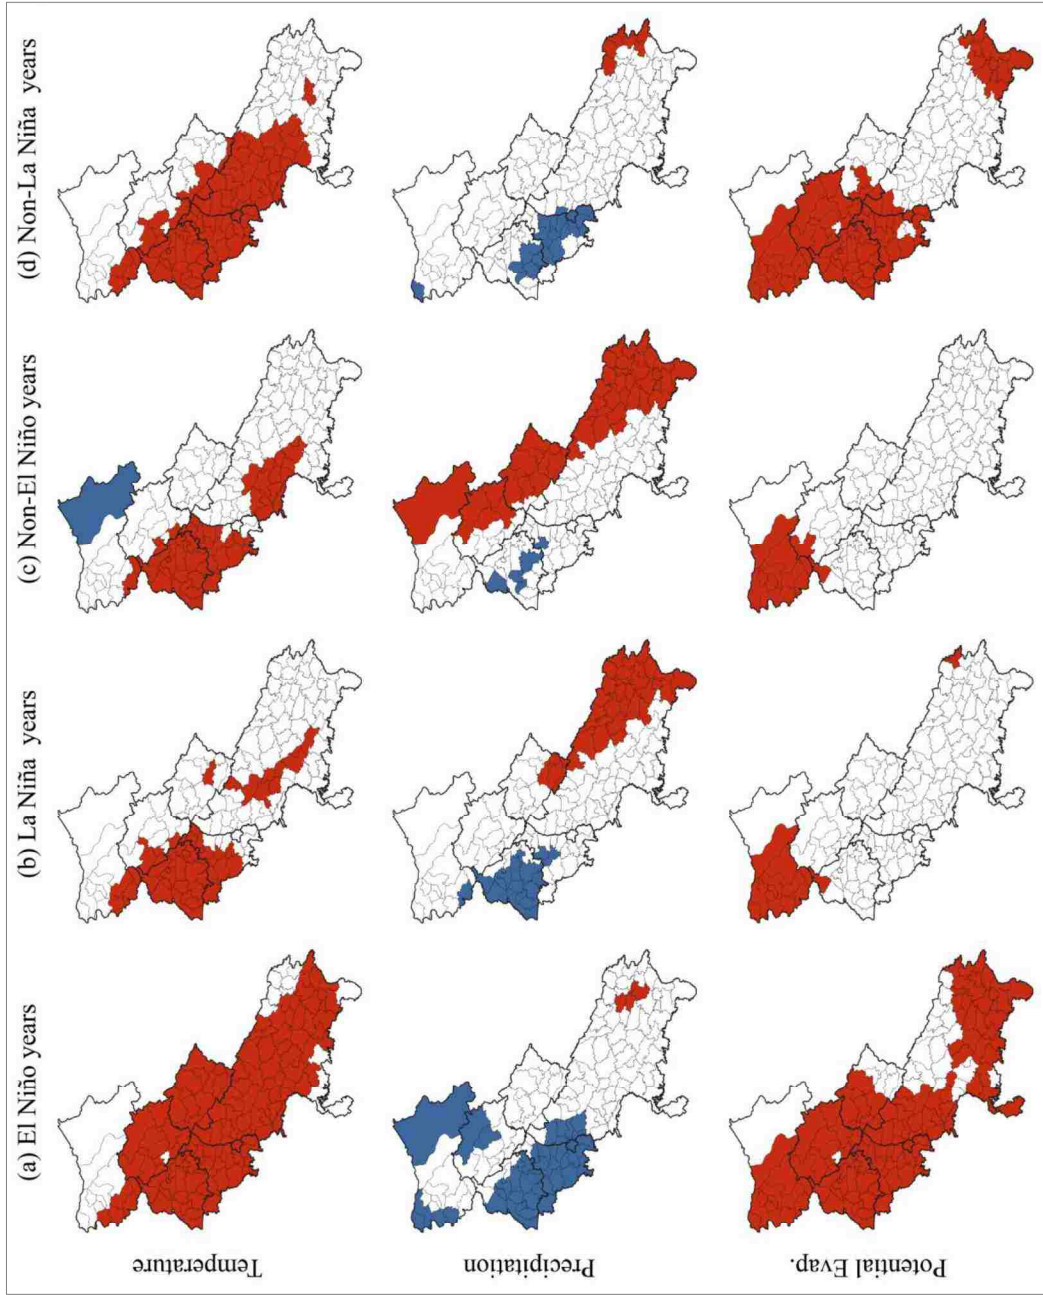 (a) El Niño years
(b) La Niña years
(c) Non-El Niño years
(d) Non-La Niña years
Temperature
Precipitation
Potential Evap.